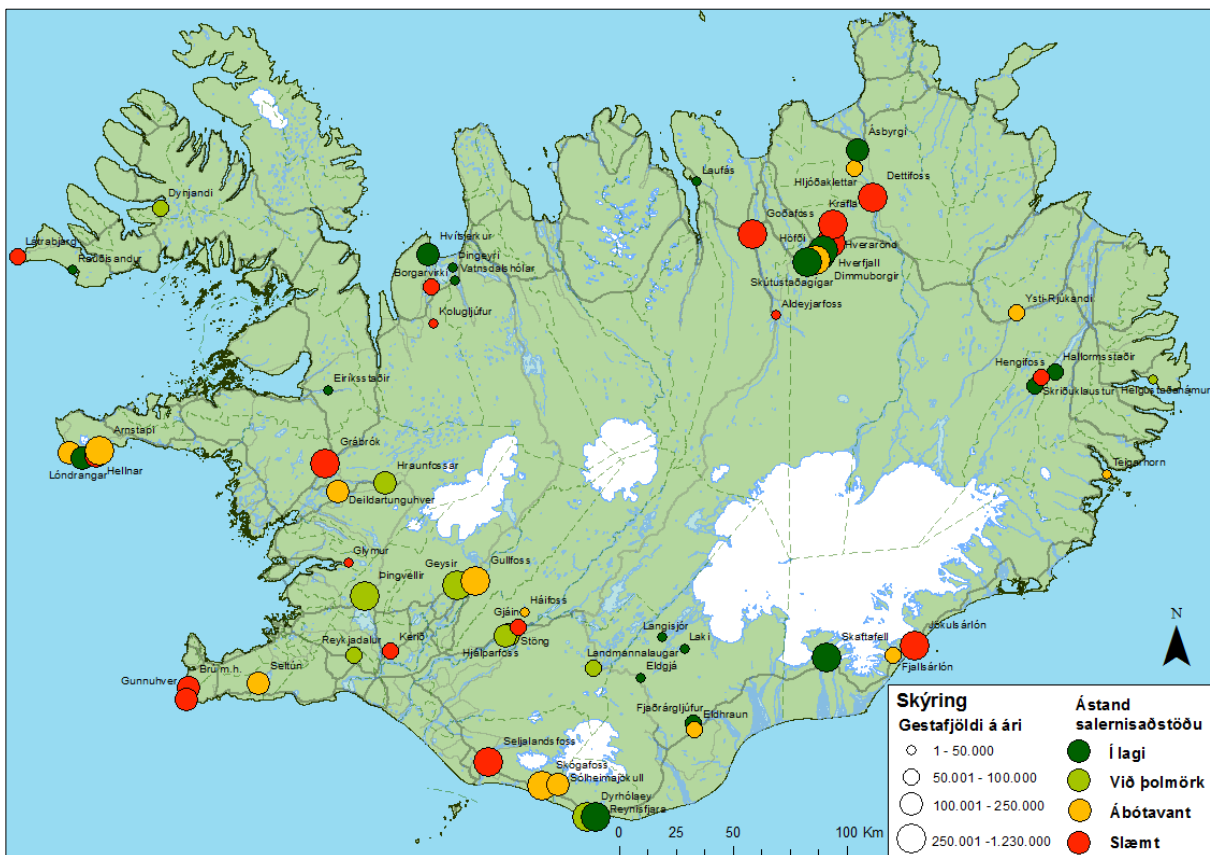 Ásbyrgi
Hljóðaklettar
Dettifoss
Laufás
Krafla
Goðafoss
Höfði
Hverarönd
Hverfjall
Dimmuborgir
Skútustaðagígar
Aldeyjarfoss
Dynjandi
Látrabjarg
Rauðisandur
Hvítserkur
Þingeyri
Vatnsdalshólar
Borgarvirki
Kolugljúfur
Ysti-Rjúkandi
Hengifoss
Hallormsstaðir
Skriðuklaustur
Helgustaðanámur
Eiríksstaðir
Arnstapi
Lóndrangar
Hellnar
Grábrók
Hraunfossar
Deildartunguhver
Teigarhorn
Glymur
Þingvellir
Geysir
Gullfoss
Háifoss
Gjáin
Stöng
Hjálparfoss
Reykjadalur
Kerið
Langisjór
Laki
Landmannalaugar
Eldgjá
Skaftafell
Jökulsárlón
Fjallsárlón
Gunnuhver
Brú m.h.
Seltún
Fjaðrárgljúfur
Eldhraun
Seljalandsfoss
Skógafoss
Sólheimajökull
Dyrhólaey
Reynisfjara
N
0 25 50 100 Km
Skýring
Gestafjöldi á ári
1 - 50.000
50.001 - 100.000
100.001 - 250.000
250.001 -1.230.000
Ástand
salernisaðstöðu
Í lagi
Við þolmörk
Ábótavant
Slæmt